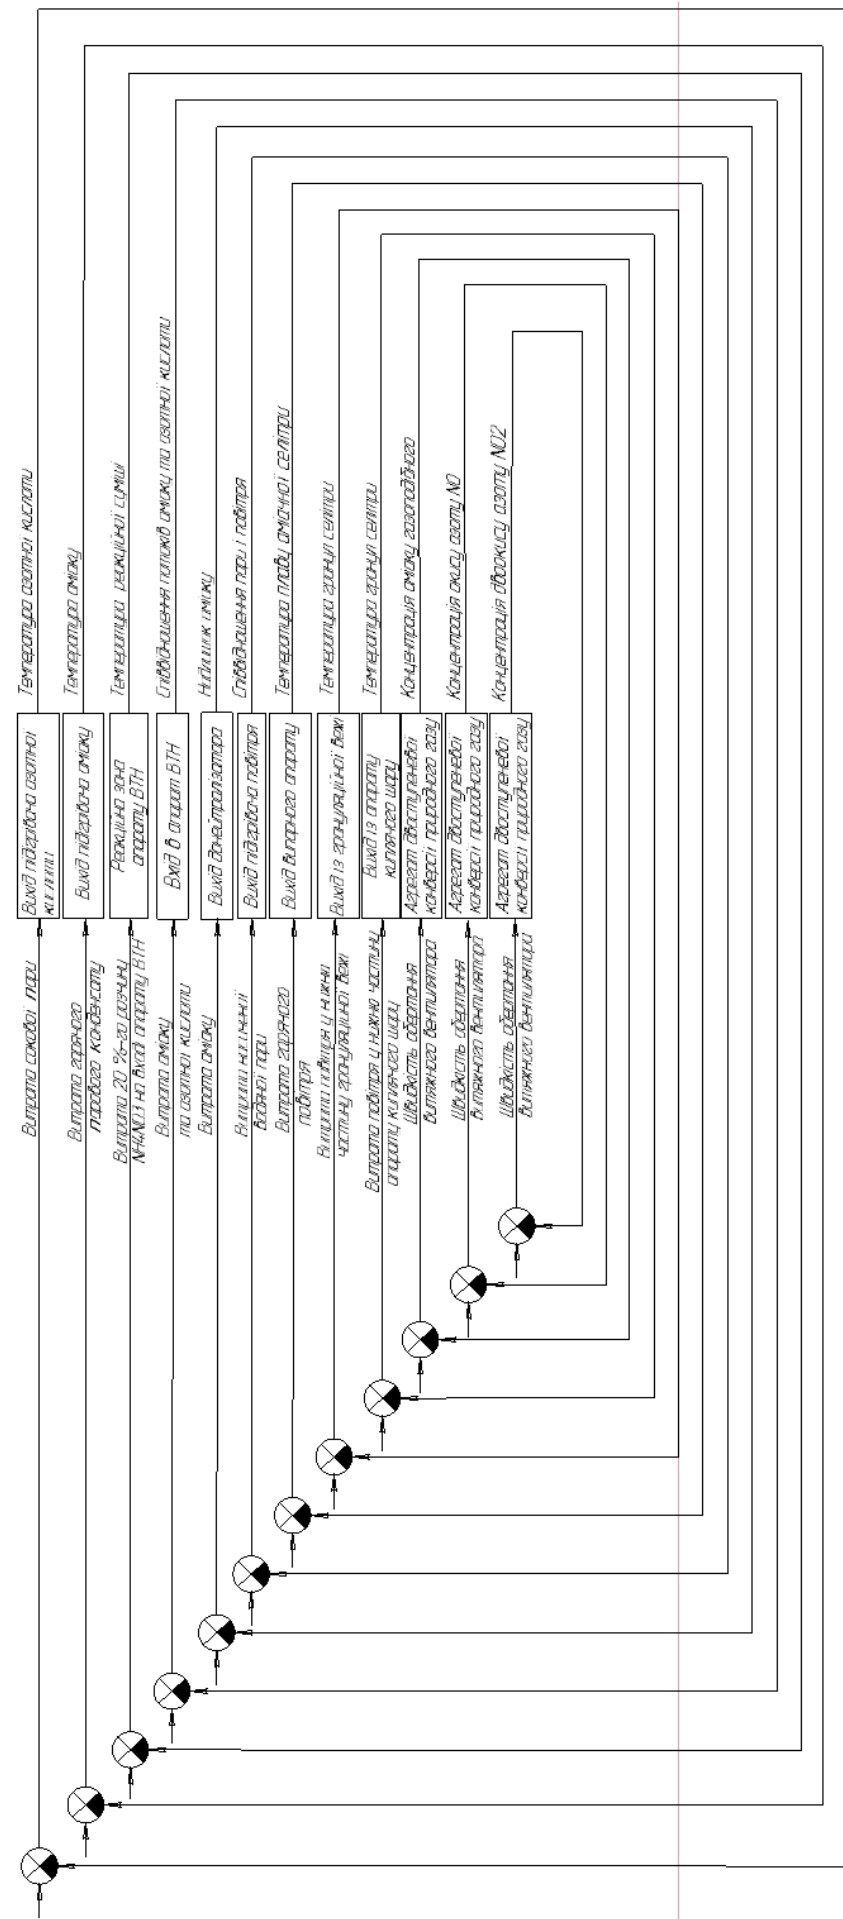 Температура азотної кислоти
Вихід підігрівача азотної
кислоти
Витрата сокової пари
Температура аміаку
Вихід підігрівача аміаку
Витрата гарячого
парового конденсату
Температура реакційної суміші
Реакційна зона
апарату ВТН
Витрата 20 %-го розчину
NH4NO3 на вході апарату ВТН
Співвідношення потоків аміаку та азотної кислоти
Вхід в апарат ВТН
Витрата аміаку
та азотної кислоти
Надлишок аміаку
Вихід донейтралізатора
Витрата аміаку
Співвідношення пари і повітря
Вихід підігрівача повітря
Витрата насиченої
водяної пари
Температура плаву аміачної селітри
Вихід випарного апарату
Витрата гарячого
повітря
Температура гранул селітри
Вихід із грануляційної вежі
Витрата повітря у нижню
частину грануляційної вежі
Температура гранул селітри
Вихід із апарату
киплячого шару
Витрата повітря у нижню частину
апарату киплячого шару
Концентрація аміаку газоподібного
Агрегат двоступеневої
конверсії природного газу
Швидкість обертання
витяжного вентилятора
Концентрація окису азоту NO
Агрегат двоступеневої
конверсії природного газу
Швидкість обертання
витяжного вентилятора
Концентрація двоокису азоту NO2
Агрегат двоступеневої
конверсії природного газу
Швидкість обертання
витяжного вентилятора